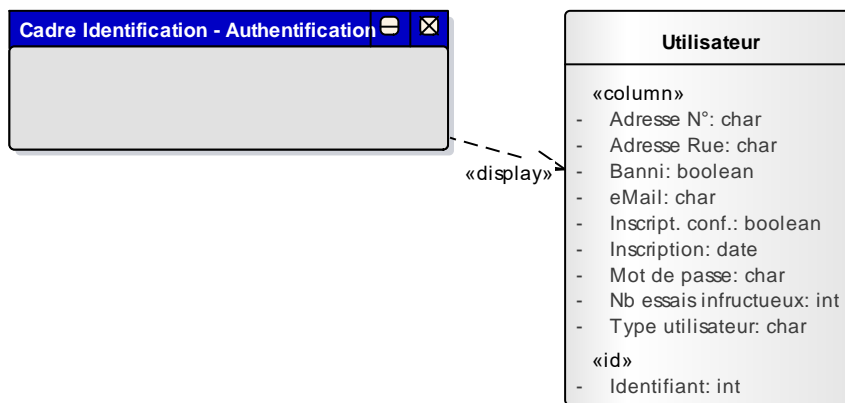 Cadre Identification - Authentification
Utilisateur
«column»
- Adresse N°: char
- Adresse Rue: char
- Banni: boolean
- eMail: char
- Inscript. conf.: boolean
- Inscription: date
- Mot de passe: char
- Nb essais infructueux: int
- Type utilisateur: char
«id»
- Identifiant: int
«display»